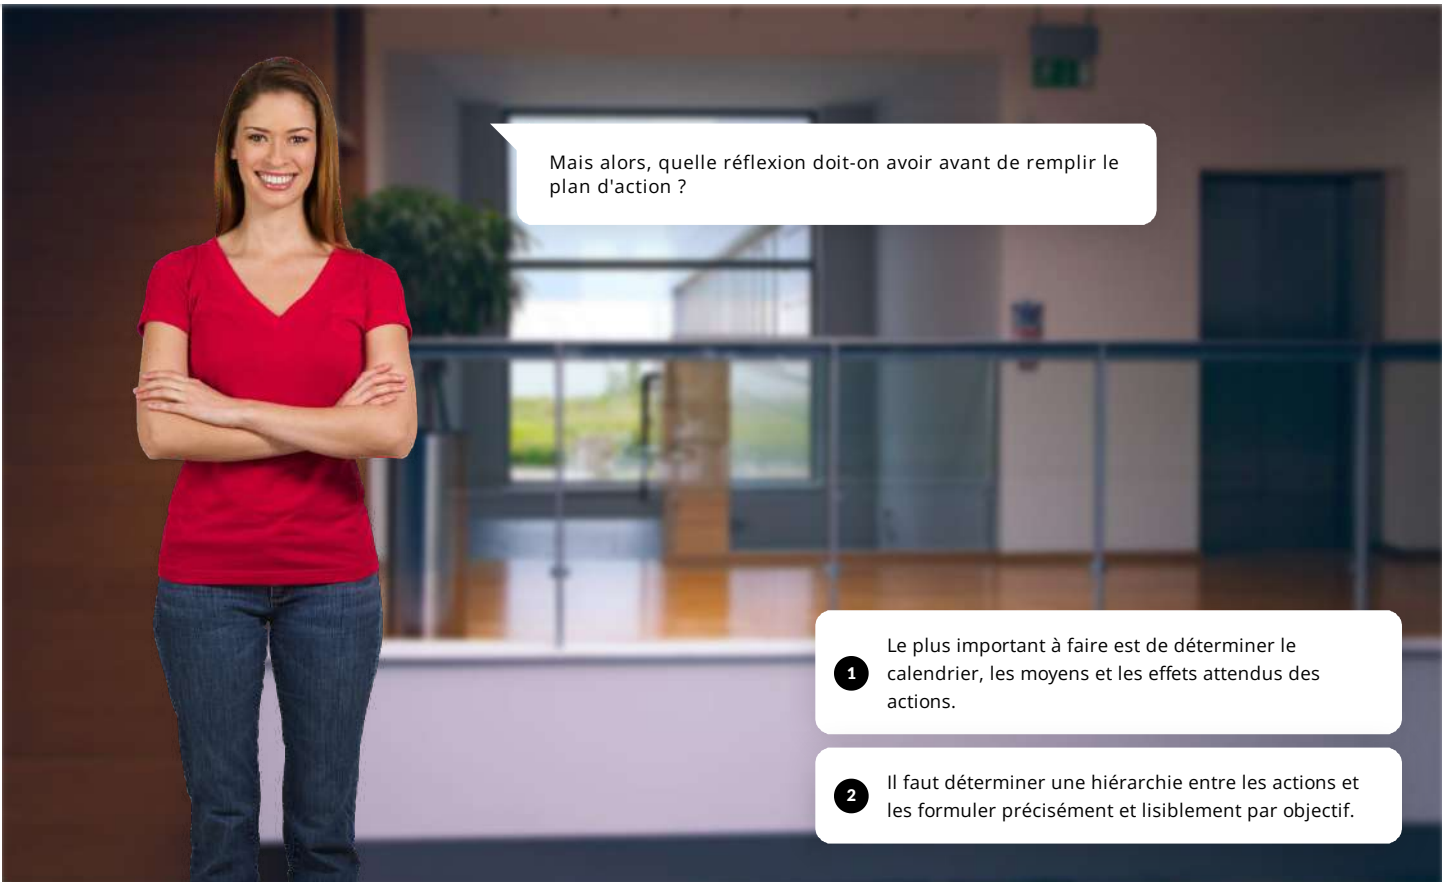 Mais alors, quelle réflexion doit-on avoir avant de remplir le
plan d'action ?
1
Le plus important à faire est de déterminer le
calendrier, les moyens et les effets attendus des
actions.
2
Il faut déterminer une hiérarchie entre les actions et
les formuler précisément et lisiblement par objectif.